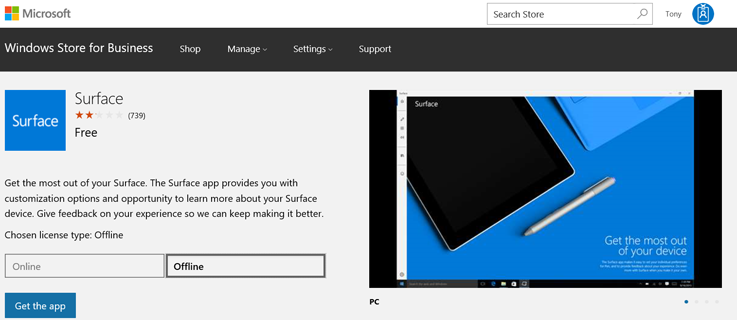 Microsoft
Search Store
Tony
Windows Store for Business
Shop
Manage
Settings
Support
Surface
Surface
(739)
Free
Get the most out of your Surface. The Surface app provides you with
customization options and opportunity to learn more about your Surface
device. Give feedback on your experience so we can keep making it better.
Chosen license type: Offline
Online
Offline
Get the app
Surface
Get the most out
of your device
PC